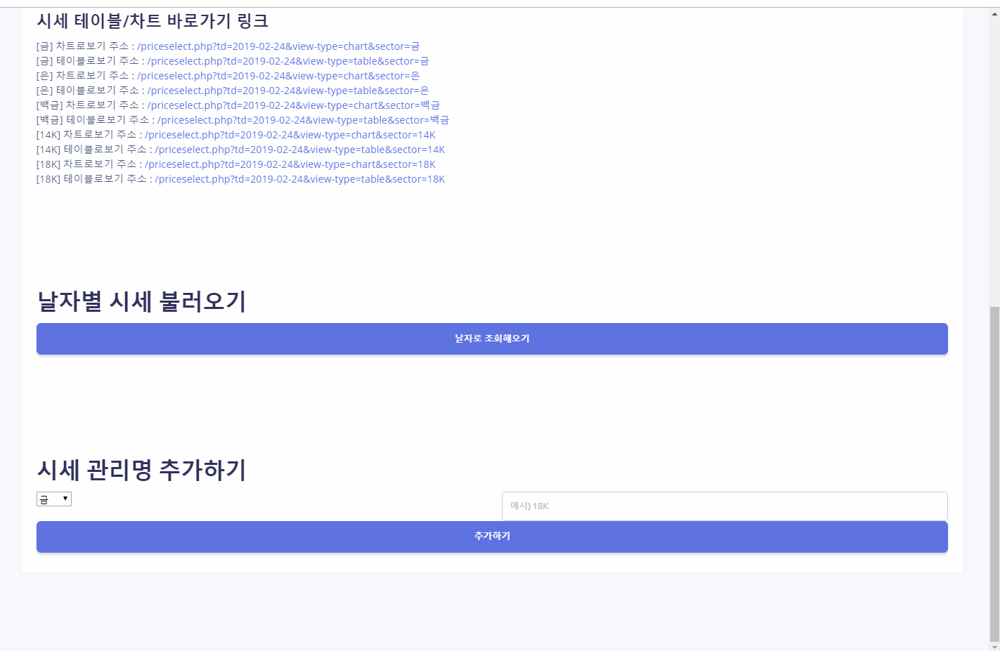 시세 테이블/차트 바로가기 링크
[금] 차트로보기 주소 : /priceselect.php?td=2019-02-24&view-type=chart&sector=금
[금] 테이블로보기 주소 : /priceselect.php?td=2019-02-24&view-type=table&sector=금
[은] 차트로보기 주소 : /priceselect.php?td=2019-02-24&view-type=chart&sector=은
[은] 테이블로보기 주소 : /priceselect.php?td=2019-02-24&view-type=table&sector=은
[백금] 차트로보기 주소 : /priceselect.php?td=2019-02-24&view-type=chart&sector=백금
[백금] 테이블로보기 주소 : /priceselect.php?td=2019-02-24&view-type=table&sector=백금
[14K] 차트로보기 주소 : /priceselect.php?td=2019-02-24&view-type=chart&sector=14K
[14K] 테이블로보기 주소 : /priceselect.php?td=2019-02-24&view-type=table&sector=14K
[18K] 차트로보기 주소 : /priceselect.php?td=2019-02-24&view-type=chart&sector=18K
[18K] 테이블로보기 주소 : /priceselect.php?td=2019-02-24&view-type=table&sector=18K
날자별 시세 불러오기
날자로 조회해오기
시세 관리명 추가하기
금
예시) 18K
추가하기